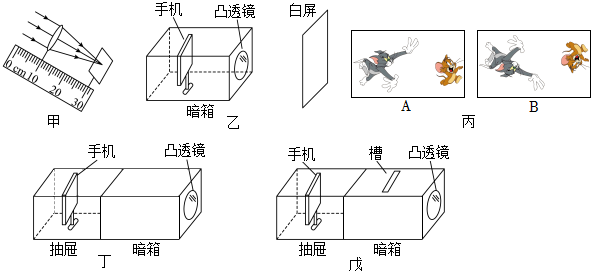 0 cm 10 20 30
甲
手机 凸透镜
暗箱
乙
白屏
A B
丙
手机 凸透镜
抽屉 暗箱
丁
手机 槽 凸透镜
抽屉 暗箱
戊